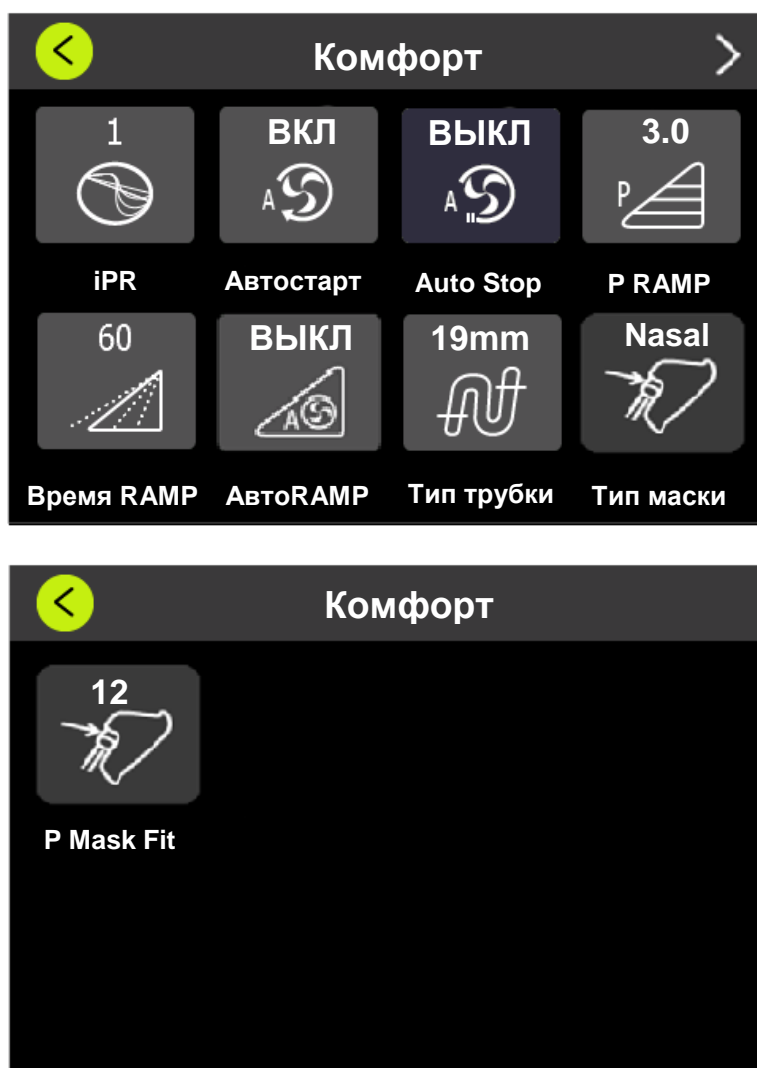 Комфорт
1 ВКЛ ВЫКЛ 3.0
A A P
iPR Автостарт Auto Stop P RAMP
60 ВЫКЛ 19mm Nasal
A
Время RAMP АвтоRAMP Тип трубки Тип маски
Комфорт
12
P Mask Fit